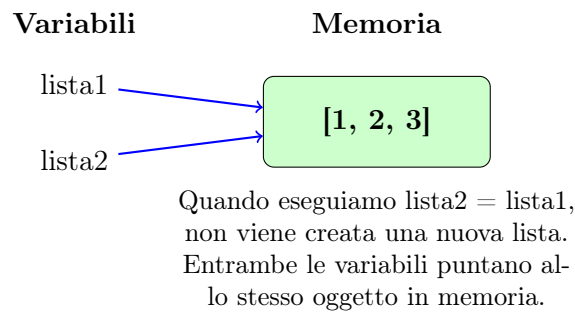 Variabili
Memoria
lista1
[1, 2, 3]
lista2
Quando eseguiamo lista2 = lista1,
non viene creata una nuova lista.
Entrambe le variabili puntano al-
lo stesso oggetto in memoria.